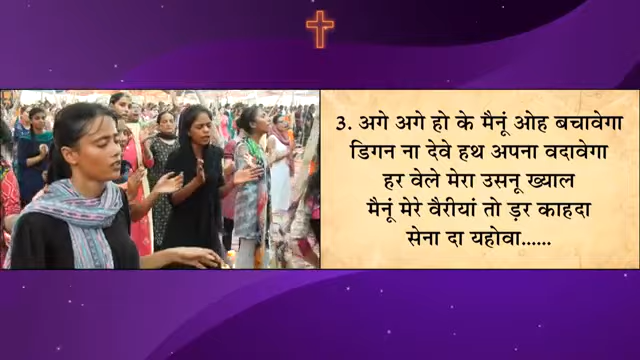 3. अगे अगे हो के मैनूं ओह बचावेगा
डिगन ना देवे हथ अपना वदावेगा
हर वेले मेरा उसनू ख्याल
मैनूं मेरे वैरीयां तो ड़र काहदा
सेना दा यहोवा......